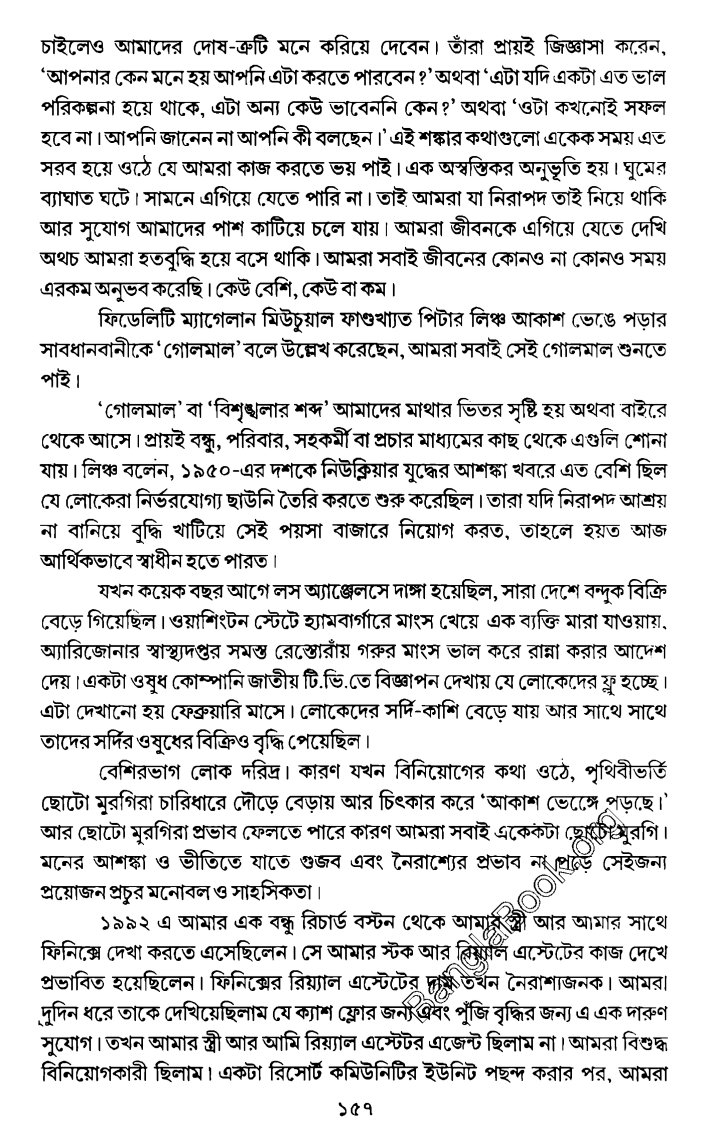 চাইলেও আমাদের দোষ-ত্রুটি মনে করিয়ে দেবেন। তাঁরা প্রায়ই জিজ্ঞাসা করেন,
‘আপনার কেন মনে হয় আপনি এটা করতে পারবেন?’ অথবা ‘এটা যদি একটা এত ভাল
পরিকল্পনা হয়ে থাকে, এটা অন্য কেউ ভাবেননি কেন?’ অথবা ‘ওটা কখনোই সফল
হবে না। আপনি জানেন না আপনি কী বলছেন।’ এই শঙ্কার কথাগুলো একেক সময় এত
সরব হয়ে ওঠে যে আমরা কাজ করতে ভয় পাই। এক অস্বস্তিকর অনুভূতি হয়। ঘুমের
ব্যাঘাত ঘটে। সামনে এগিয়ে যেতে পারি না। তাই আমরা যা নিরাপদ তাই নিয়ে থাকি
আর সুযোগ আমাদের পাশ কাটিয়ে চলে যায়। আমরা জীবনকে এগিয়ে যেতে দেখি
অথচ আমরা হতবুদ্ধি হয়ে বসে থাকি। আমরা সবাই জীবনের কোনও না কোনও সময়
এরকম অনুভব করেছি। কেউ বেশি, কেউ বা কম।
ফিডেলিটি ম্যাগেলান মিউচুয়াল ফাণ্ডখ্যাত পিটার লিঞ্চ আকাশ ভেঙে পড়ার
সাবধানবানীকে ‘গোলমাল’ বলে উল্লেখ করেছেন, আমরা সবাই সেই গোলমাল শুনতে
পাই।
‘গোলমাল’ বা ‘বিশৃঙ্খলার শব্দ’ আমাদের মাথার ভিতর সৃষ্টি হয় অথবা বাইরে
থেকে আসে। প্রায়ই বন্ধু, পরিবার, সহকর্মী বা প্রচার মাধ্যমের কাছ থেকে এগুলি শোনা
যায়। লিঞ্চ বলেন, ১৯৫০-এর দশকে নিউক্লিয়ার যুদ্ধের আশঙ্কা খবরে এত বেশি ছিল
যে লোকেরা নির্ভরযোগ্য ছাউনি তৈরি করতে শুরু করেছিল। তারা যদি নিরাপদ আশ্রয়
না বানিয়ে বুদ্ধি খাটিয়ে সেই পয়সা বাজারে নিয়োগ করত, তাহলে হয়ত আজ
আর্থিকভাবে স্বাধীন হতে পারত।
যখন কয়েক বছর আগে লস অ্যাঞ্জেলসে দাঙ্গা হয়েছিল, সারা দেশে বন্দুক বিক্রি
বেড়ে গিয়েছিল। ওয়াশিংটন স্টেটে হ্যামবার্গারে মাংস খেয়ে এক ব্যক্তি মারা যাওয়ায়,
অ্যারিজোনার স্বাস্থ্যদপ্তর সমস্ত রেস্তোরাঁয় গরুর মাংস ভাল করে রান্না করার আদেশ
দেয়। একটা ওষুধ কোম্পানি জাতীয় টি.ভি.তে বিজ্ঞাপন দেখায় যে লোকেদের ফ্লু হচ্ছে।
এটা দেখানো হয় ফেব্রুয়ারি মাসে। লোকেদের সর্দি-কাশি বেড়ে যায় আর সাথে সাথে
তাদের সর্দির ওষুধের বিক্রিও বৃদ্ধি পেয়েছিল।
বেশিরভাগ লোক দরিদ্র। কারণ যখন বিনিয়োগের কথা ওঠে, পৃথিবীভর্তি
ছোটো মুরগিরা চারিধারে দৌড়ে বেড়ায় আর চিৎকার করে ‘আকাশ ভেঙ্গে পড়ছে।’
আর ছোটো মুরগিরা প্রভাব ফেলতে পারে কারণ আমরা সবাই একেকটা ছোটো মুরগি।
মনের আশঙ্কা ও ভীতিতে যাতে গুজব এবং নৈরাশ্যের প্রভাব না পড়ে সেইজন্য
প্রয়োজন প্রচুর মনোবল ও সাহসিকতা।
১৯৯২ এ আমার এক বন্ধু রিচার্ড বস্টন থেকে আমার স্ত্রী আর আমার সাথে
ফিনিক্সে দেখা করতে এসেছিলেন। সে আমার স্টক আর রিয়্যাল এস্টেটের কাজ দেখে
প্রভাবিত হয়েছিলেন। ফিনিক্সের রিয়্যাল এস্টেটের দাম তখন নৈরাশ্যজনক। আমরা
দুদিন ধরে তাকে দেখিয়েছিলাম যে ক্যাশ ফ্লোর জন্য এবং পুঁজি বৃদ্ধির জন্য এ এক দারুণ
সুযোগ। তখন আমার স্ত্রী আর আমি রিয়্যাল এস্টেটর এজেন্ট ছিলাম না। আমরা বিশুদ্ধ
বিনিয়োগকারী ছিলাম। একটা রিসোর্ট কমিউনিটির ইউনিট পছন্দ করার পর, আমরা
১৫৭
BanglaBook.org